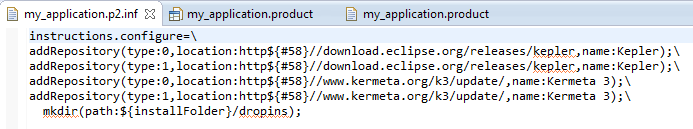 my_application.p2.inf my_application.product my_application.product
instructions.configure=\
addRepository(type:0,location:http${#58}//download.eclipse.org/releases/kepler,name:Kepler);\
addRepository(type:1,location:http${#58}//download.eclipse.org/releases/kepler,name:Kepler);\
addRepository(type:0,location:http${#58}//www.kermeta.org/k3/update/,name:Kermeta 3);\
addRepository(type:1,location:http${#58}//www.kermeta.org/k3/update/,name:Kermeta 3);\
mkdir(path:${installFolder}/dropins);